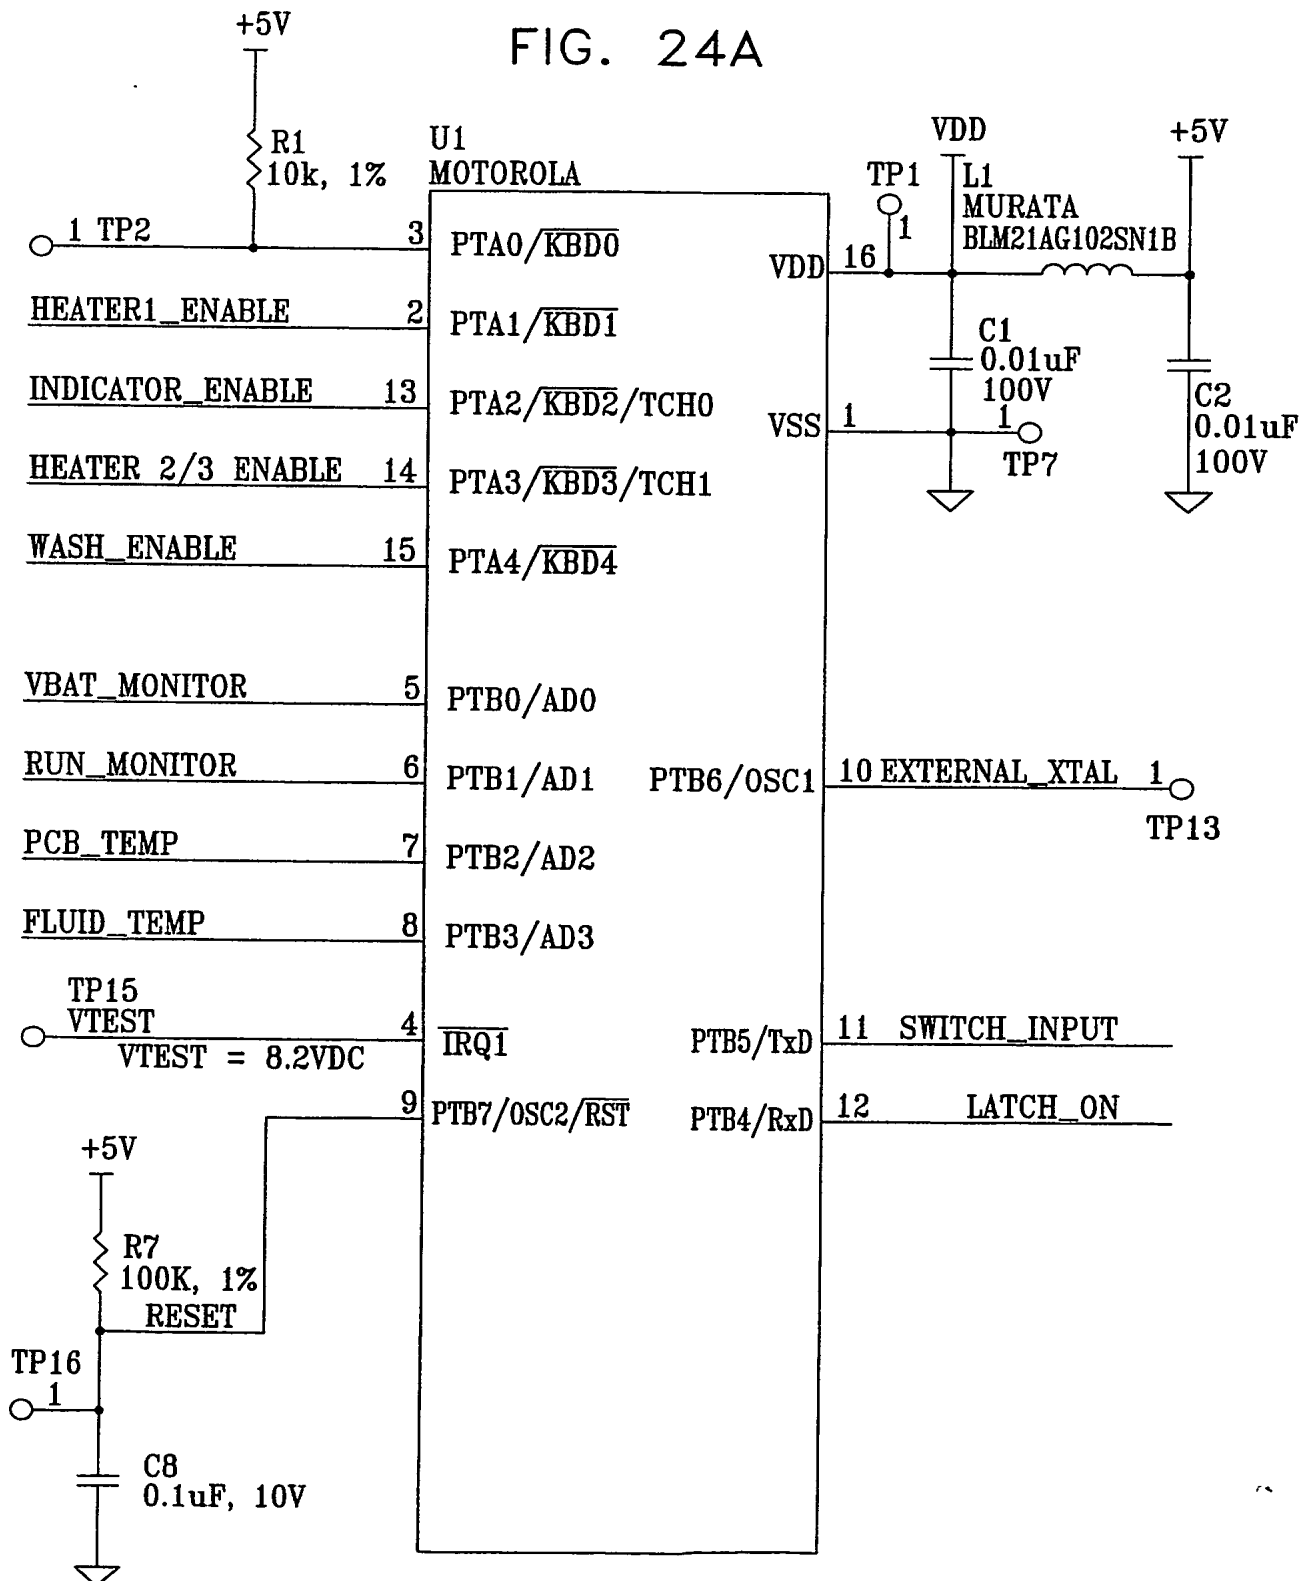 FIG. 24A
+5V
R1
10k, 1%
1 TP2
U1
MOTOROLA
3 PTA0/KBD0
HEATER1_ENABLE 2 PTA1/KBD1
INDICATOR_ENABLE 13 PTA2/KBD2/TCH0
HEATER 2/3 ENABLE 14 PTA3/KBD3/TCH1
WASH_ENABLE 15 PTA4/KBD4
VBAT_MONITOR 5 PTB0/AD0
RUN_MONITOR 6 PTB1/AD1
PCB_TEMP 7 PTB2/AD2
FLUID_TEMP 8 PTB3/AD3
TP15
VTEST 4 IRQ1
VTEST = 8.2VDC
9 PTB7/OSC2/RST
+5V
R7
100K, 1%
RESET
TP16
1
C8
0.1uF, 10V
VDD
+5V
TP1
1
L1
MURATA
BLM21AG102SN1B
VDD 16
C1
0.01uF
100V
C2
0.01uF
100V
VSS 1
1
TP7
PTB6/OSC1 10 EXTERNAL_XTAL 1
TP13
PTB5/TxD 11 SWITCH_INPUT
PTB4/RxD 12 LATCH_ON